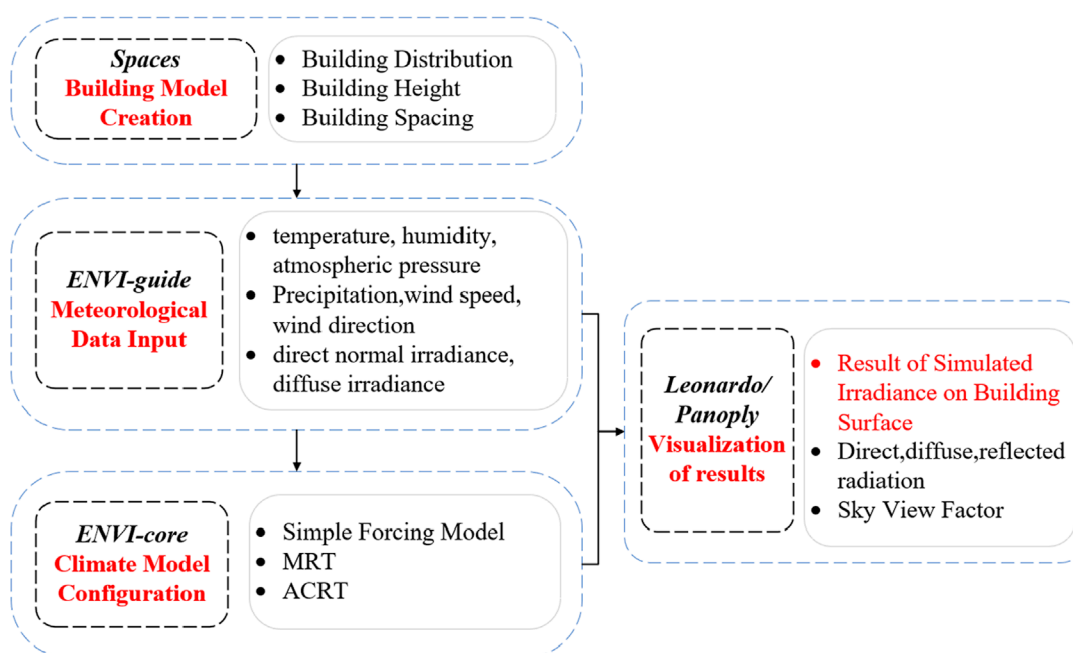 Spaces
Building Model
Creation
• Building Distribution
• Building Height
• Building Spacing
ENVI-guide
Meteorological
Data Input
• temperature, humidity,
atmospheric pressure
• Precipitation,wind speed,
wind direction
• direct normal irradiance,
diffuse irradiance
ENVI-core
Climate Model
Configuration
• Simple Forcing Model
• MRT
• ACRT
Leonardo/
Panoply
Visualization
of results
• Result of Simulated
Irradiance on Building
Surface
• Direct,diffuse,reflected
radiation
• Sky View Factor